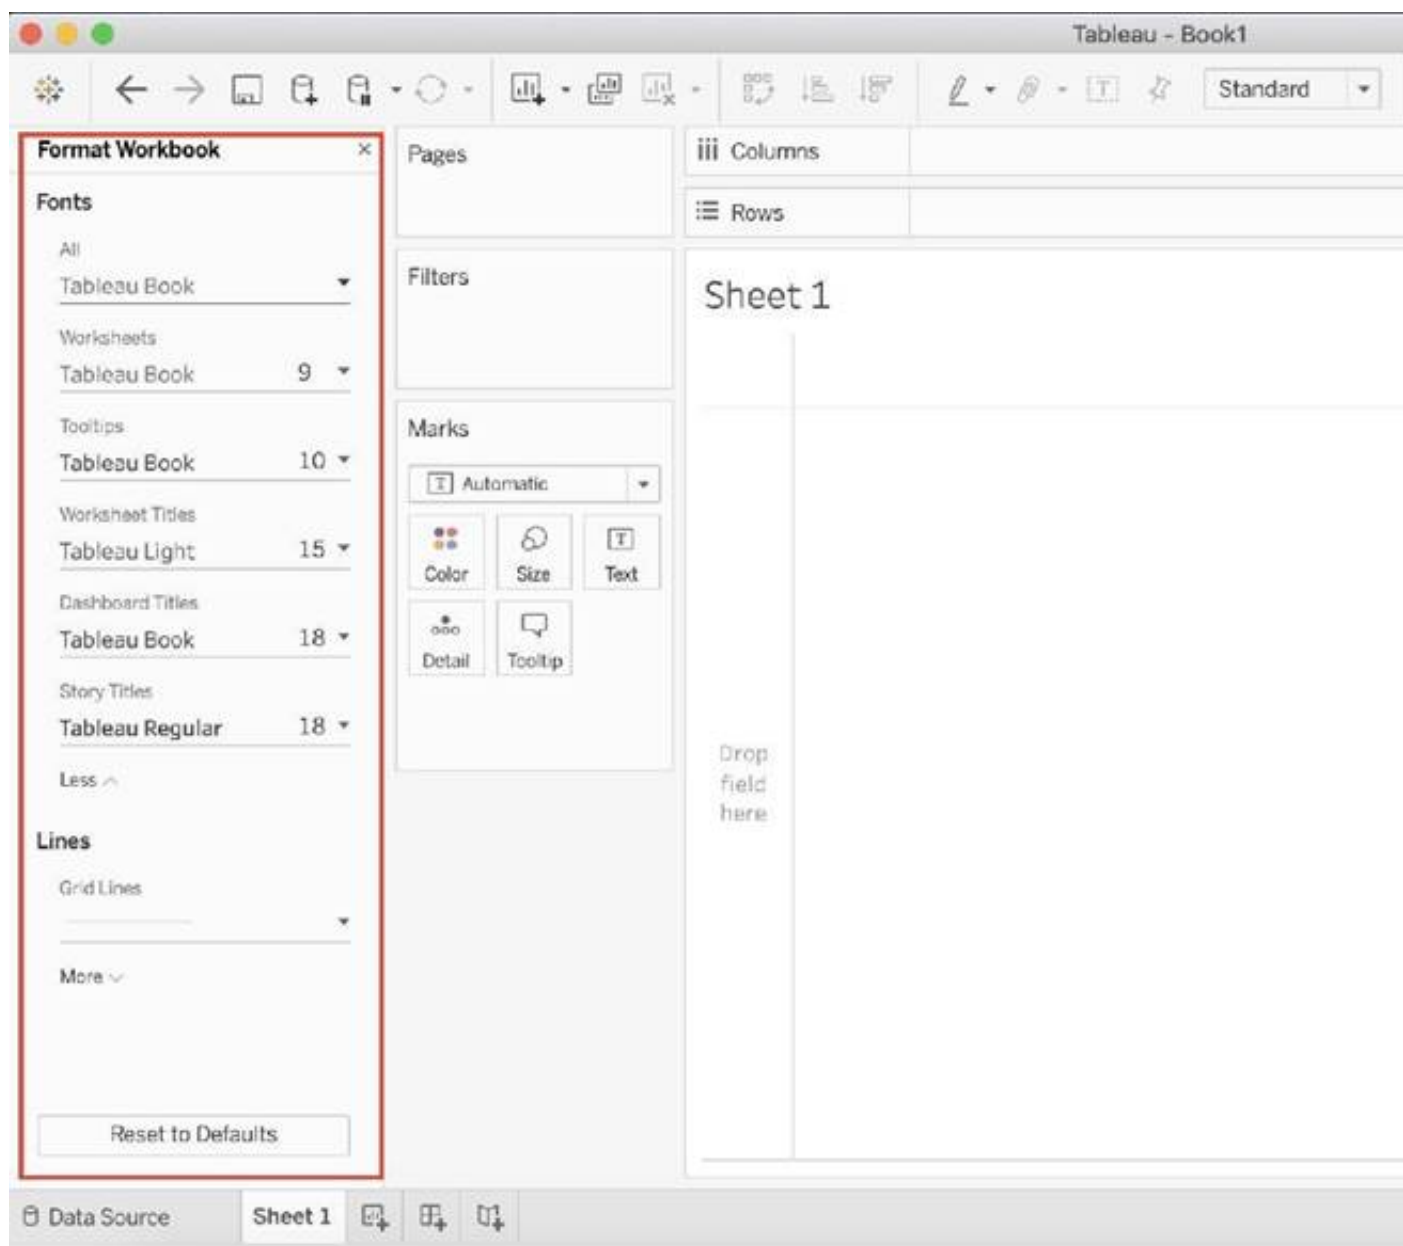 Tableau - Book1
Standard
Format Workbook
Fonts
All
Tableau Book
Worksheets
Tableau Book 9
Tooltips
Tableau Book 10
Worksheet Titles
Tableau Light 15
Dashboard Titles
Tableau Book 18
Story Titles
Tableau Regular 18
Less
Lines
Grid Lines
More
Reset to Defaults
Pages
Filters
Marks
Automatic
Color Size Text
Detail Tooltip
Columns
Rows
Sheet 1
Drop
field
here
Data Source Sheet 1